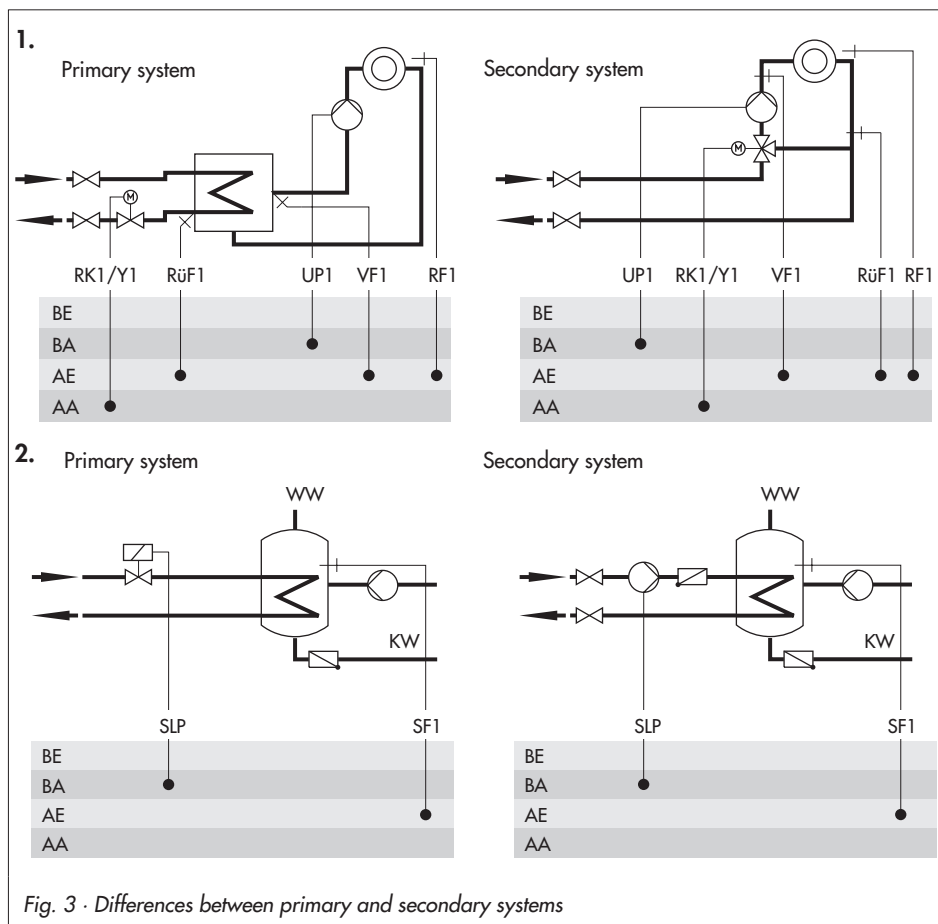 1.
Primary system
Secondary system
M
M
RK1/Y1 RüF1 UP1 VF1 RF1
UP1 RK1/Y1 VF1 RüF1 RF1
BE
BA
AE
AA
BE
BA
AE
AA
2.
Primary system
Secondary system
WW
WW
KW
KW
SLP SF1
SLP SF1
BE
BA
AE
AA
BE
BA
AE
AA
Fig. 3 · Differences between primary and secondary systems